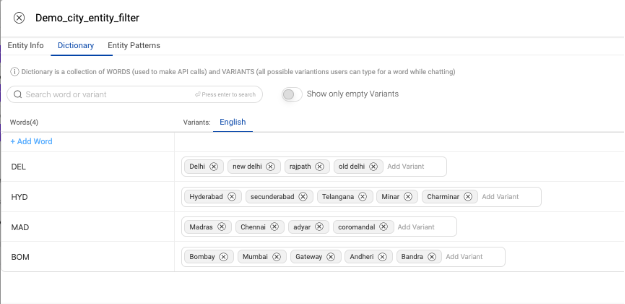 Demo_city_entity_filter
Entity Info Dictionary Entity Patterns
Dictionary is a collection of WORDS (used to make API calls) and VARIANTS (all possible variantions users can type for a word while chatting)
Search word or variant Press enter to search Show only empty Variants
Words(4) Variants: English
+ Add Word
DEL Delhi new delhi rajpath old delhi Add Variant
HYD Hyderabad secunderabad Telangana Minar Charminar Add Variant
MAD Madras Chennai adyar coromandal Add Variant
BOM Bombay Mumbai Gateway Andheri Bandra Add Variant